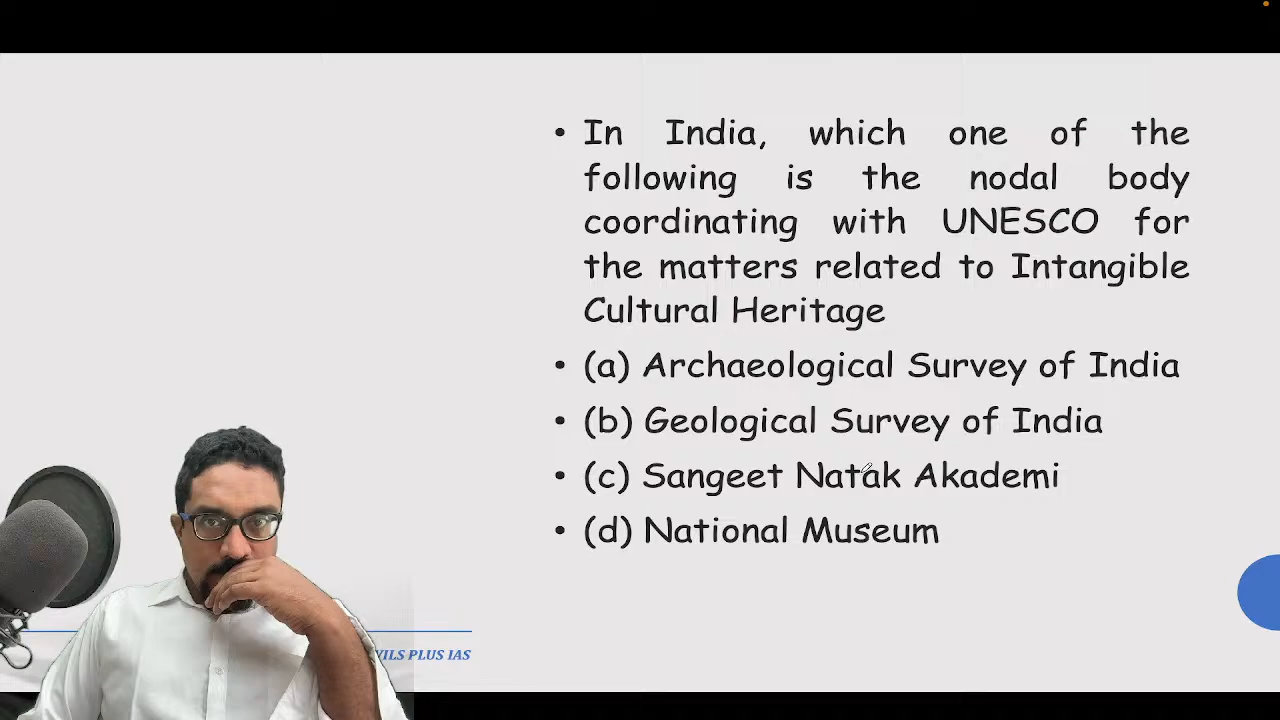 • In India, which one of the
following is the nodal body
coordinating with UNESCO for
the matters related to Intangible
Cultural Heritage
• (a) Archaeological Survey of India
• (b) Geological Survey of India
• (c) Sangeet Natak Akademi
• (d) National Museum
VILS PLUS IAS